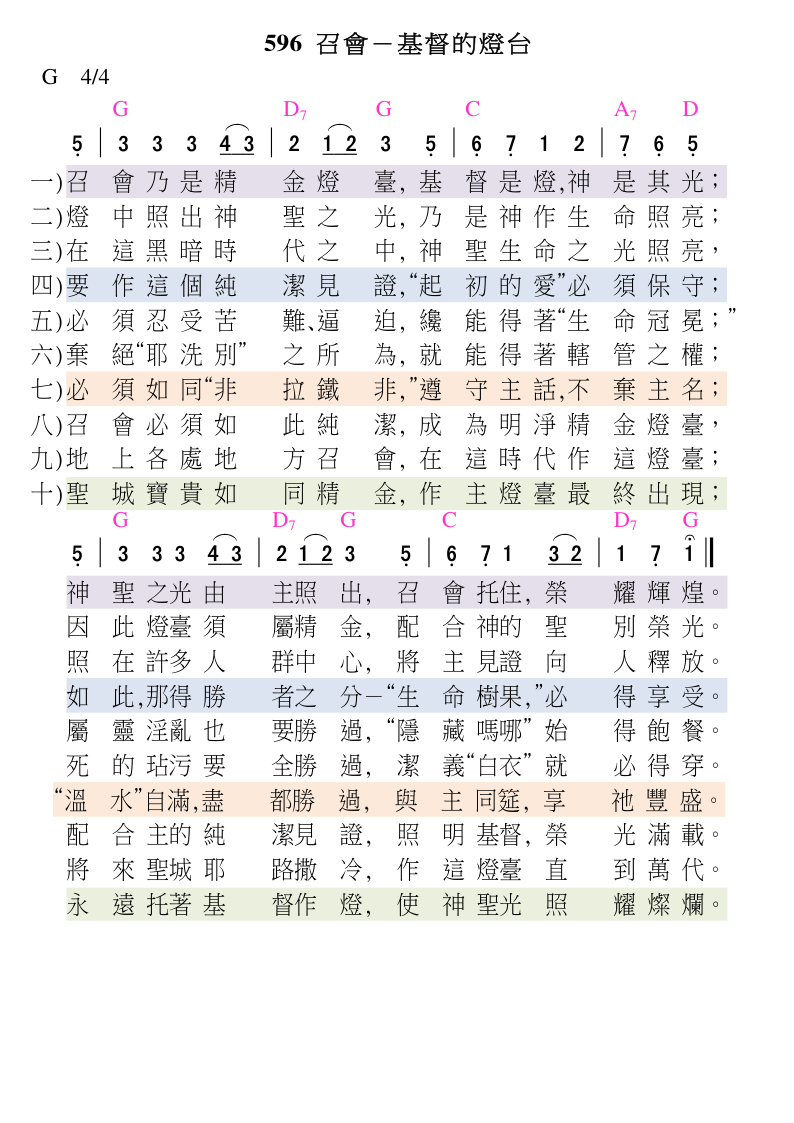 596 召會－基督的燈台
G 4/4
G D7 G C A7 D
5 | 3 3 3 4 3 | 2 1 2 3 5 | 6 7 1 2 | 7 6 5
一)召會乃是精金燈臺,基督是燈,神是其光；
二)燈中照出神聖之光,乃是神作生命照亮；
三)在這黑暗時代之中,神聖生命之光照亮，
四)要作這個純潔見證,“起初的愛”必須保守；
五)必須忍受苦難、逼迫,纔能得著“生命冠冕；”
六)棄絕“耶洗別”之所為,就能得著轄管之權；
七)必須如同“非拉鐵非,”遵守主話,不棄主名；
八)召會必須如此純潔,成為明淨精金燈臺，
九)地上各處地方召會,在這時代作這燈臺；
十)聖城寶貴如同精金,作主燈臺最終出現；
G D7 G C D7 G
5 | 3 3 3 4 3 | 2 1 2 3 5 | 6 7 1 3 2 | 1 7 1
神聖之光由主照出,召會托住,榮耀輝煌。
因此燈臺須屬精金,配合神的聖別榮光。
照在許多人群中心,將主見證向人釋放。
如此,那得勝者之分－“生命樹果,”必得享受。
屬靈淫亂也要勝過,“隱藏嗎哪”始得飽餐。
死的玷污要全勝過,潔義“白衣”就必得穿。
“溫水”自滿,盡都勝過,與主同筵,享祂豐盛。
配合主的純潔見證,照明基督,榮光滿載。
將來聖城耶路撒冷,作這燈臺直到萬代。
永遠托著基督作燈,使神聖光照耀燦爛。